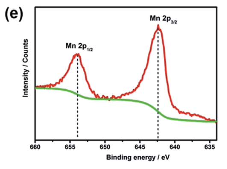 (e)
Mn 2p3/2
Mn 2p1/2
Intensity / Counts
660 655 650 645 640 635
Binding energy / eV